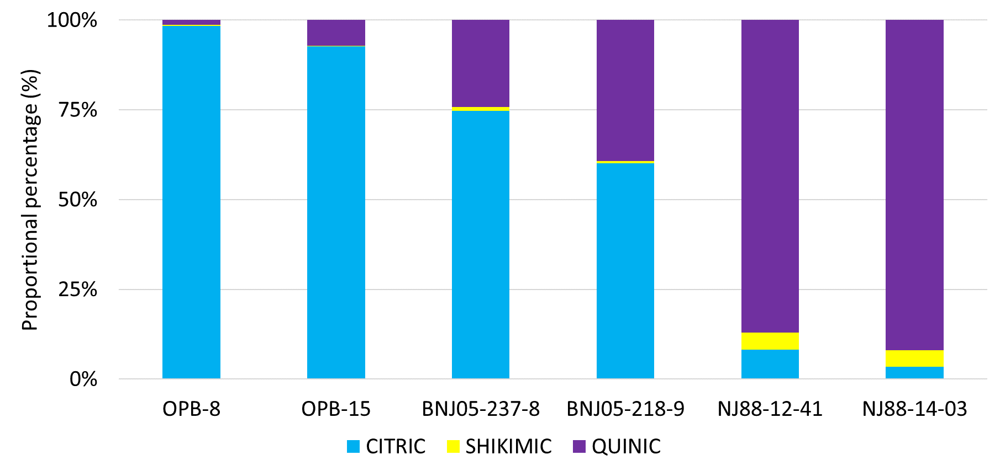 Proportional percentage (%)
100%
75%
50%
25%
0%
OPB-8 OPB-15 BNJ05-237-8 BNJ05-218-9 NJ88-12-41 NJ88-14-03
CITRIC SHIKIMIC QUINIC